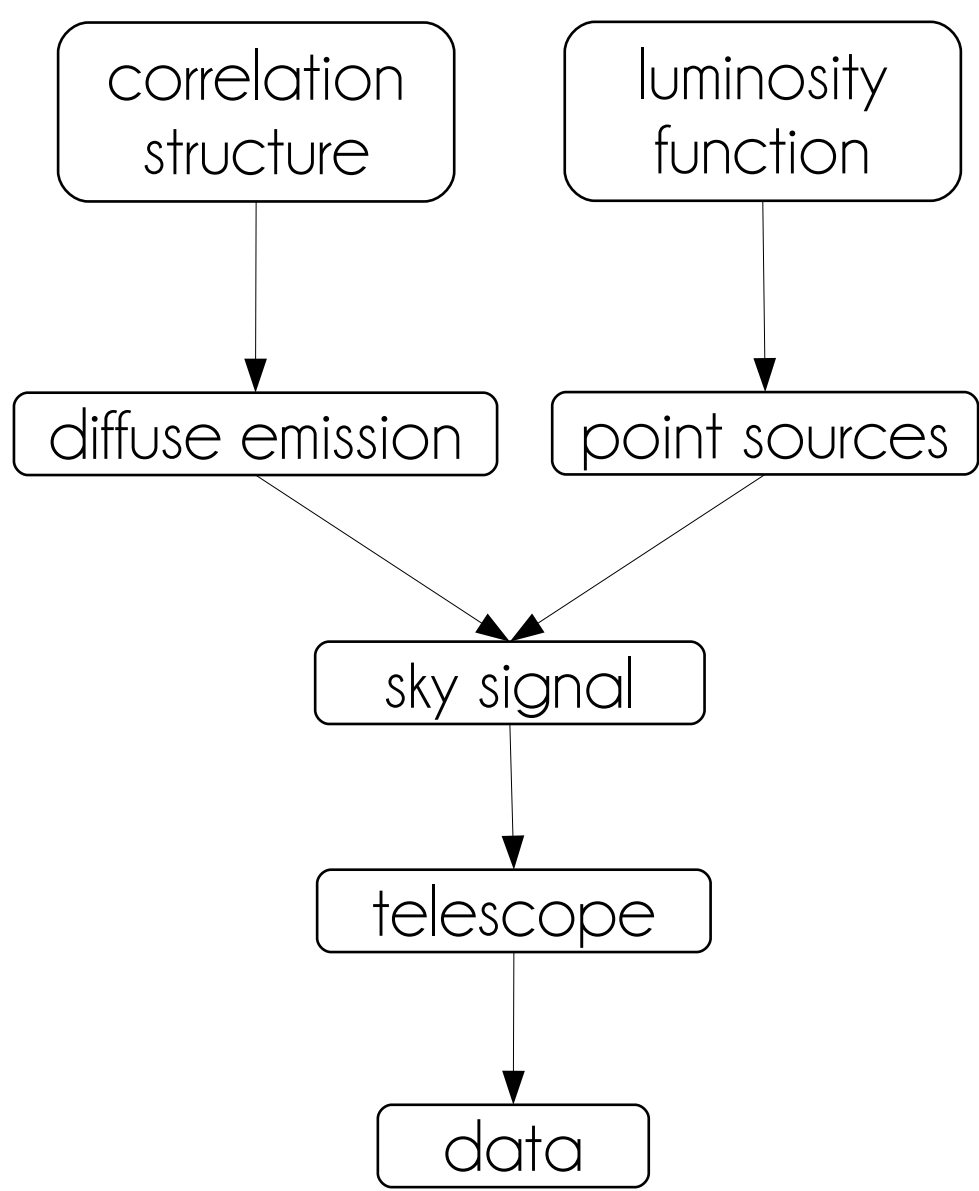 correlation
structure
luminosity
function
diffuse emission
point sources
sky signal
telescope
data